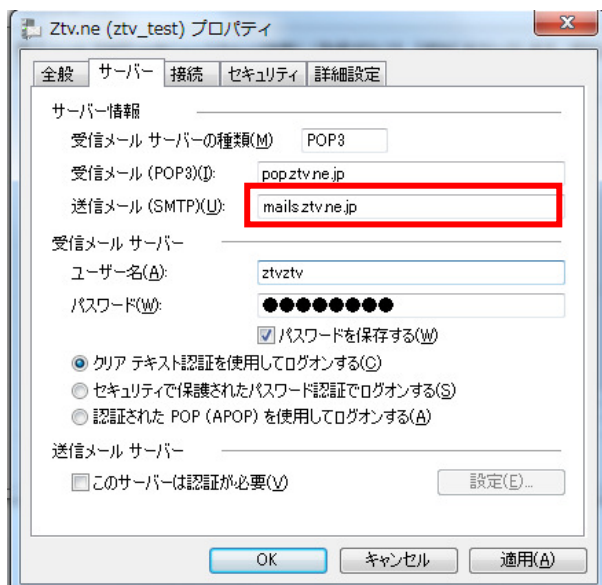 Ztv.ne (ztv_test) プロパティ
全般 サーバー 接続 セキュリティ 詳細設定
サーバー情報
受信メール サーバーの種類(M) POP3
受信メール (POP3)(I): pop.ztv.ne.jp
送信メール (SMTP)(U): mails.ztv.ne.jp
受信メール サーバー
ユーザー名(A): ztvztv
パスワード(W): ●●●●●●●●
パスワードを保存する(W)
クリア テキスト認証を使用してログオンする(C)
セキュリティで保護されたパスワード認証でログオンする(S)
認証された POP (APOP) を使用してログオンする(A)
送信メール サーバー
このサーバーは認証が必要(V) 設定(E)...
OK キャンセル 適用(A)